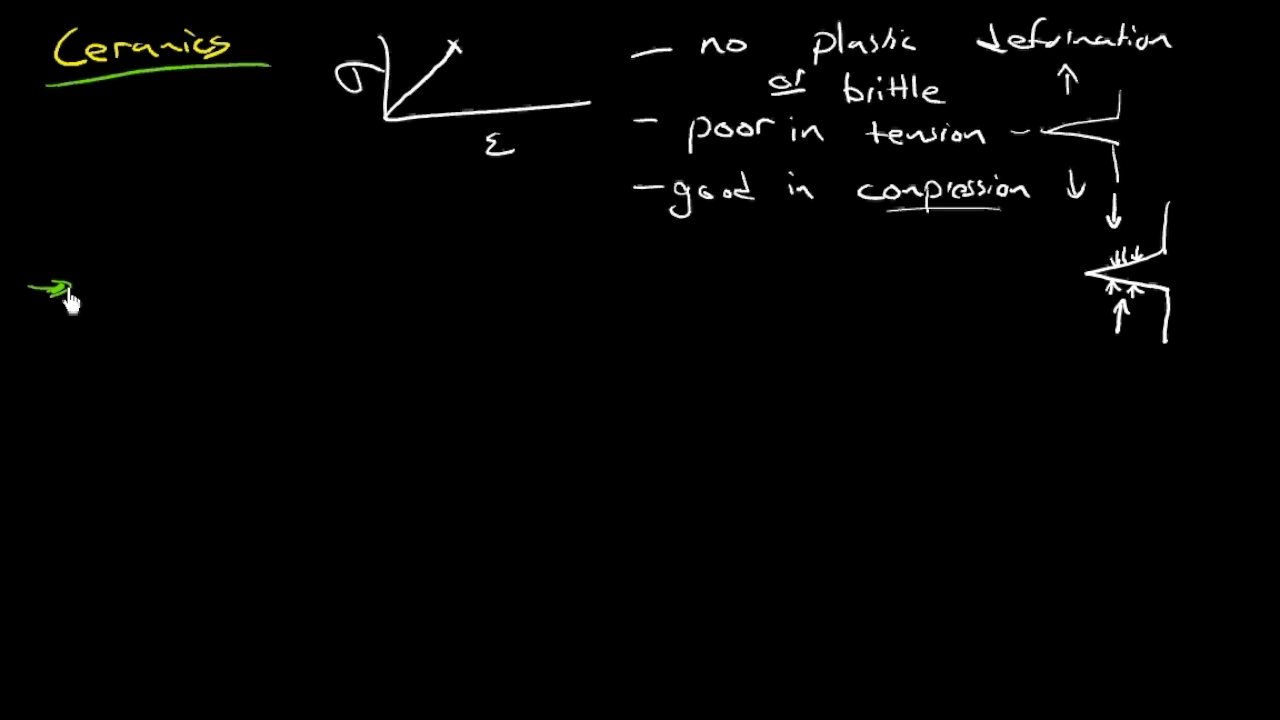 Ceramics
σ
ε
– no plastic deformation
or brittle
– poor in tension –
– good in compression ↓